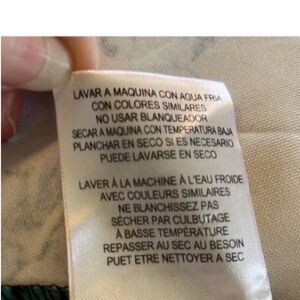 LAVAR A MAQUINA CON AGUA FRIA
CON COLORES SIMILARES
NO USAR BLANQUEADOR
SECAR A MAQUINA CON TEMPERATURA BAJA
PLANCHAR EN SECO SI ES NECESARIO
PUEDE LAVARSE EN SECO
LAVER À LA MACHINE À L'EAU FROIDE
AVEC COULEURS SIMILAIRES
NE BLANCHISSEZ PAS
SÉCHER PAR CULBUTAGE
À BASSE TEMPÉRATURE
REPASSER AU SEC AU BESOIN
PUET ETRE NETTOYER A SEC